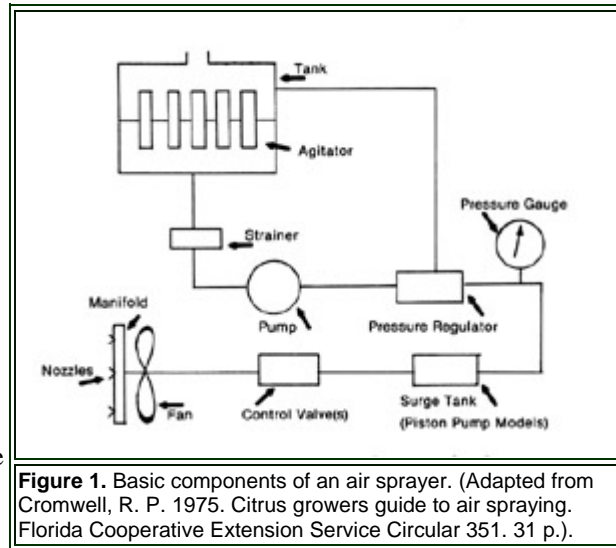 Tank
Agitator
Pressure Gauge
Strainer
Manifold
Pump
Pressure Regulator
Nozzles
Fan
Control Valve(s)
Surge Tank
(Piston Pump Models)
e
Figure 1. Basic components of an air sprayer. (Adapted from
Cromwell, R. P. 1975. Citrus growers guide to air spraying.
Florida Cooperative Extension Service Circular 351. 31 p.).